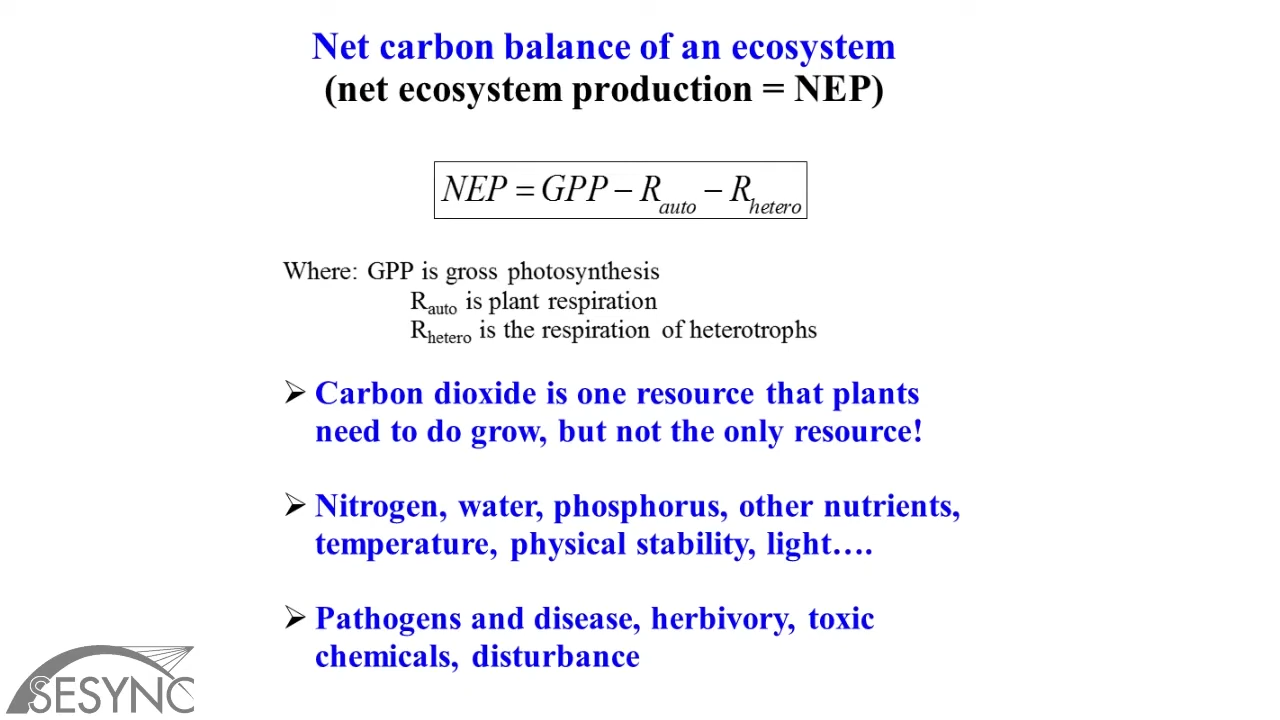 Net carbon balance of an ecosystem
(net ecosystem production = NEP)
NEP = GPP − R_auto − R_hetero
Where: GPP is gross photosynthesis
R_auto is plant respiration
R_hetero is the respiration of heterotrophs
➢ Carbon dioxide is one resource that plants
need to do grow, but not the only resource!
➢ Nitrogen, water, phosphorus, other nutrients,
temperature, physical stability, light….
➢ Pathogens and disease, herbivory, toxic
chemicals, disturbance
SESYNC